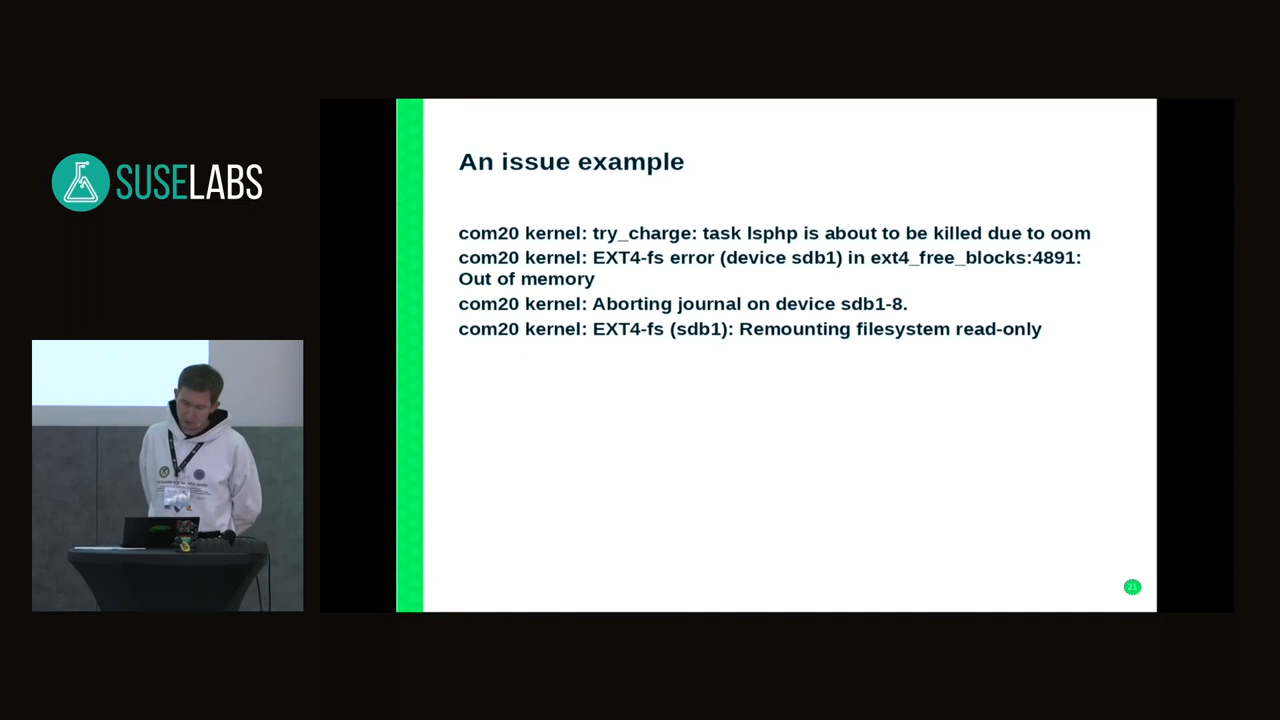 SUSELABS
An issue example
com20 kernel: try_charge: task lsphp is about to be killed due to oom
com20 kernel: EXT4-fs error (device sdb1) in ext4_free_blocks:4891:
Out of memory
com20 kernel: Aborting journal on device sdb1-8.
com20 kernel: EXT4-fs (sdb1): Remounting filesystem read-only
21